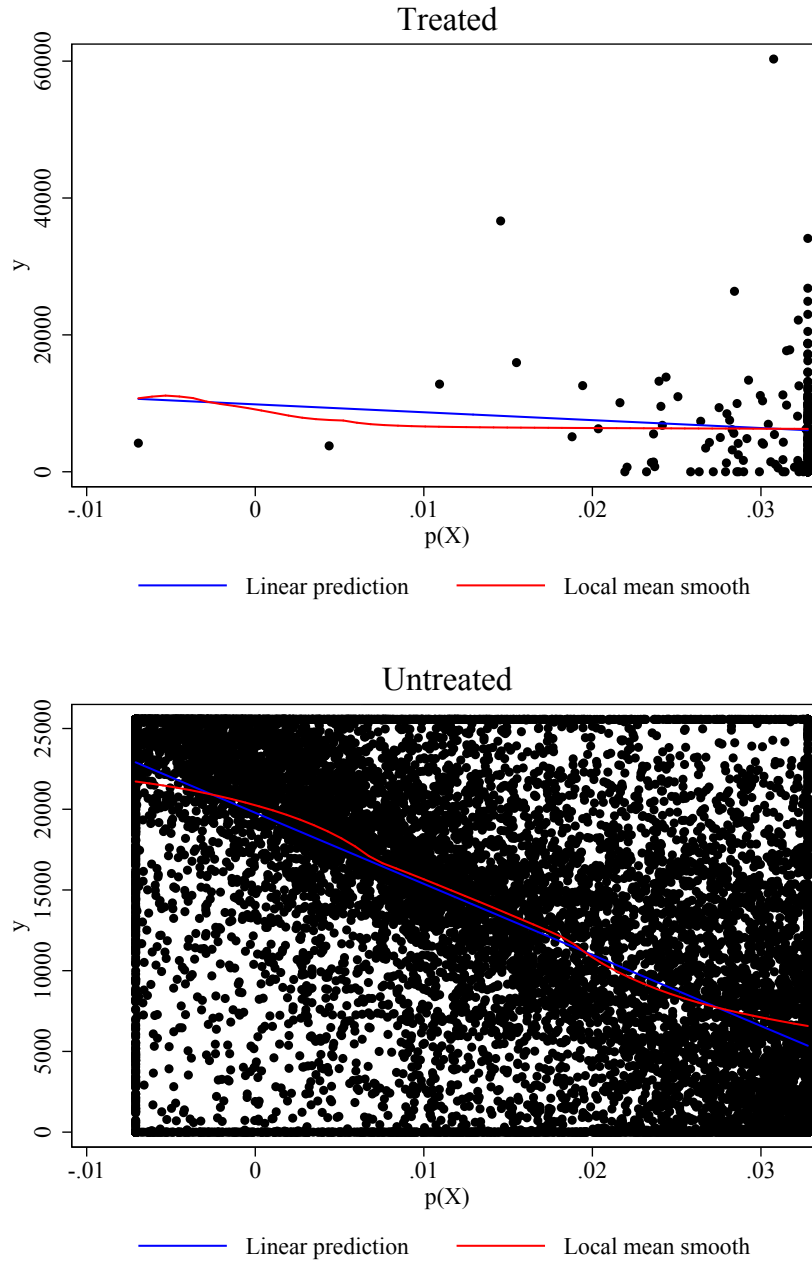 Treated
60000
40000
20000
0
y
-.01 0 .01 .02 .03
p(X)
Linear prediction Local mean smooth
Untreated
25000
20000
15000
10000
5000
0
y
-.01 0 .01 .02 .03
p(X)
Linear prediction Local mean smooth